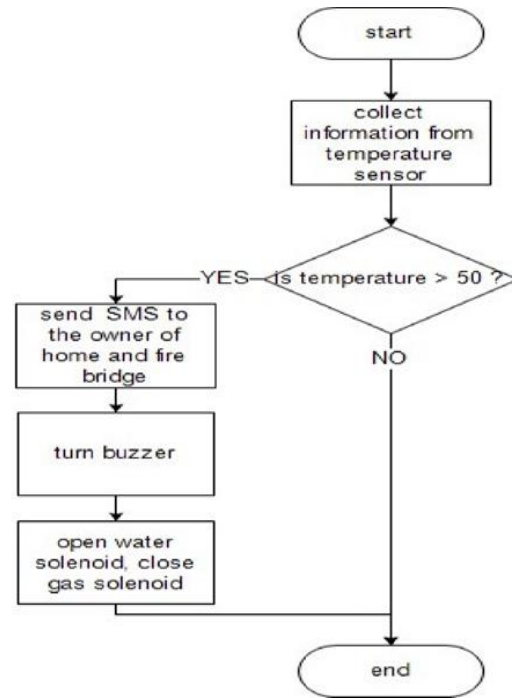 start
collect
information from
temperature
sensor
is temperature > 50 ?
YES
NO
send SMS to
the owner of
home and fire
bridge
turn buzzer
open water
solenoid, close
gas solenoid
end